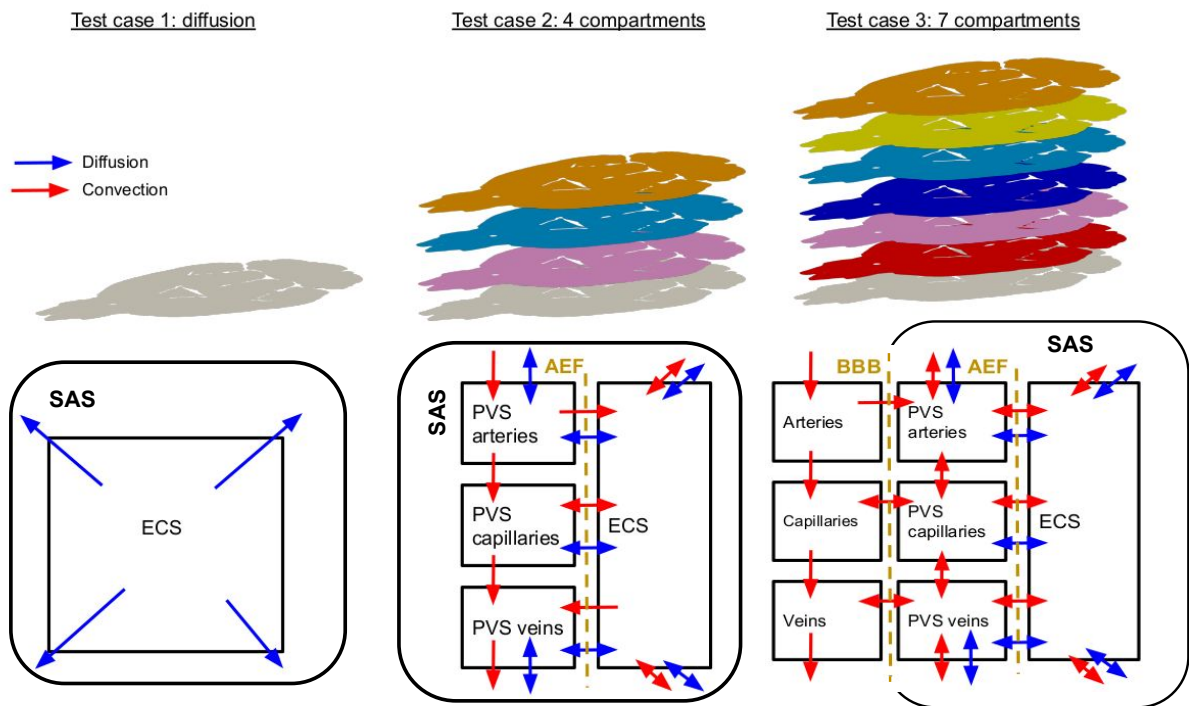 Test case 1: diffusion
Test case 2: 4 compartments
Test case 3: 7 compartments
Diffusion
Convection
SAS
ECS
SAS
AEF
PVS
arteries
PVS
capillaries
PVS veins
ECS
SAS
BBB
AEF
Arteries
PVS
arteries
Capillaries
PVS
capillaries
Veins
PVS veins
ECS